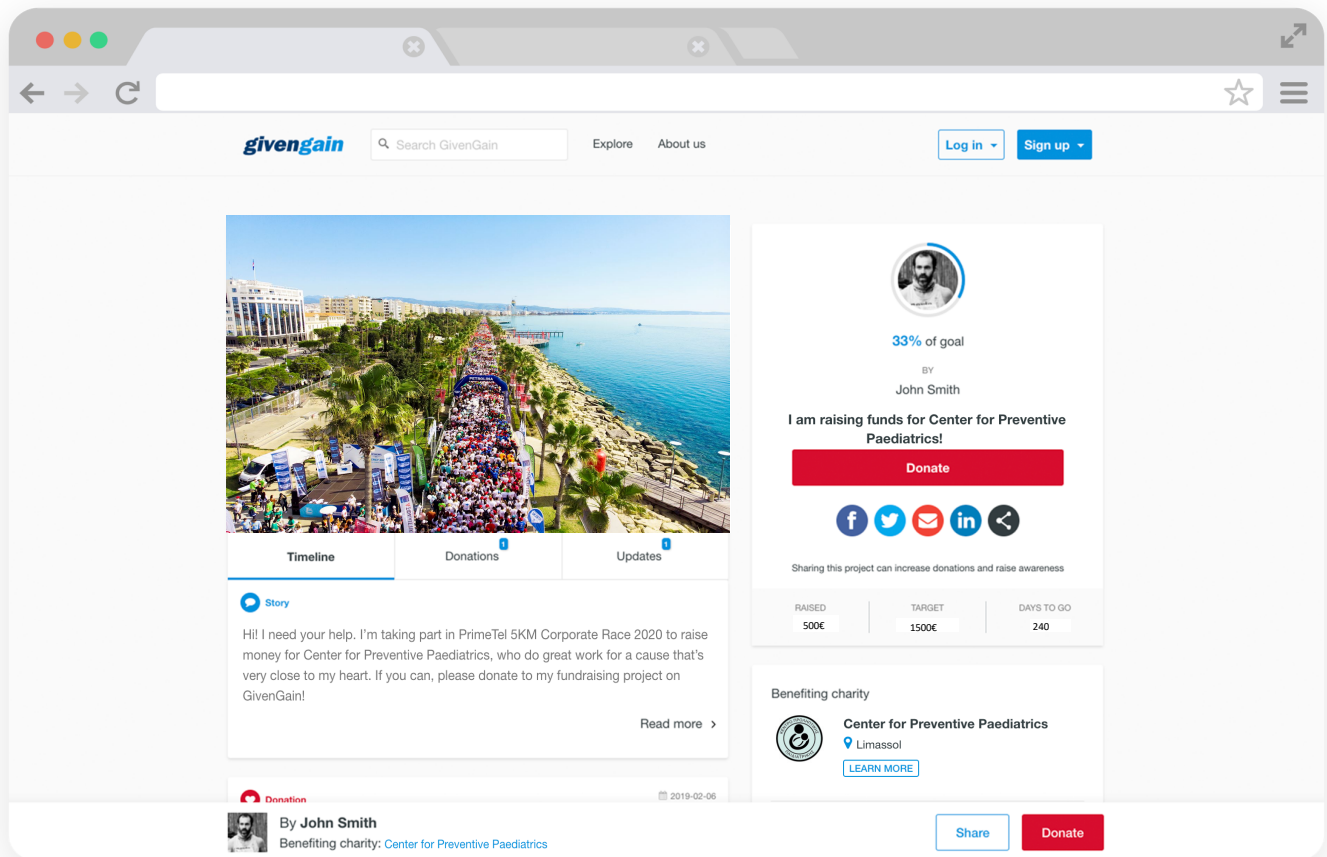 givengain
Search GivenGain
Explore
About us
Log in
Sign up
PETROLINA
33% of goal
BY
John Smith
I am raising funds for Center for Preventive
Paediatrics!
Donate
Sharing this project can increase donations and raise awareness
RAISED
TARGET
DAYS TO GO
500€
1500€
240
Timeline
Donations
1
Updates
1
Story
Hi! I need your help. I'm taking part in PrimeTel 5KM Corporate Race 2020 to raise
money for Center for Preventive Paediatrics, who do great work for a cause that's
very close to my heart. If you can, please donate to my fundraising project on
GivenGain!
Read more
Benefiting charity
Center for Preventive Paediatrics
Limassol
LEARN MORE
Donation
2019-02-06
By John Smith
Benefiting charity: Center for Preventive Paediatrics
Share
Donate